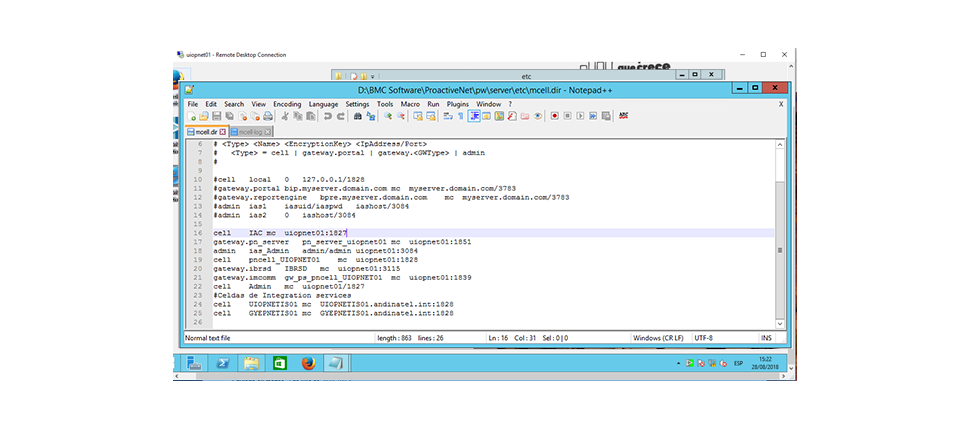 uiopnet01 - Remote Desktop Connection
que crece
etc
D:\BMC Software\ProactiveNet\pw\server\etc\mcell.dir - Notepad++
File Edit Search View Encoding Language Settings Tools Macro Run Plugins Window ? X
mcell.dir mcell-log
6 # <Type> <Name> <EncryptionKey> <IpAddress/Port>
7 # <Type> = cell | gateway.portal | gateway.<GWType> | admin
8 #
9
10 #cell local 0 127.0.0.1/1828
11 #gateway.portal bip.myserver.domain.com mc myserver.domain.com/3783
12 #gateway.reportengine bpre.myserver.domain.com mc myserver.domain.com/3783
13 #admin ias1 iasuid/iaspwd iashost/3084
14 #admin ias2 0 iashost/3084
15
16 cell IAC mc uiopnet01:1827
17 gateway.pn_server pn_server_uiopnet01 mc uiopnet01:1851
18 admin ias_Admin admin/admin uiopnet01:3084
19 cell pncell_UIOPNET01 mc uiopnet01:1828
20 gateway.ibrsd IBRSD mc uiopnet01:3115
21 gateway.imcomm gw_ps_pncell_UIOPNET01 mc uiopnet01:1839
22 cell Admin mc uiopnet01/1827
23 #Celdas de Integration services
24 cell UIOPNETIS01 mc UIOPNETIS01.andinatel.int:1828
25 cell GYEPNETIS01 mc GYEPNETIS01.andinatel.int:1828
26
Normal text file length : 863 lines : 26 Ln : 16 Col : 31 Sel : 0 | 0 Windows (CR LF) UTF-8 INS
ESP 15:22
28/08/2018